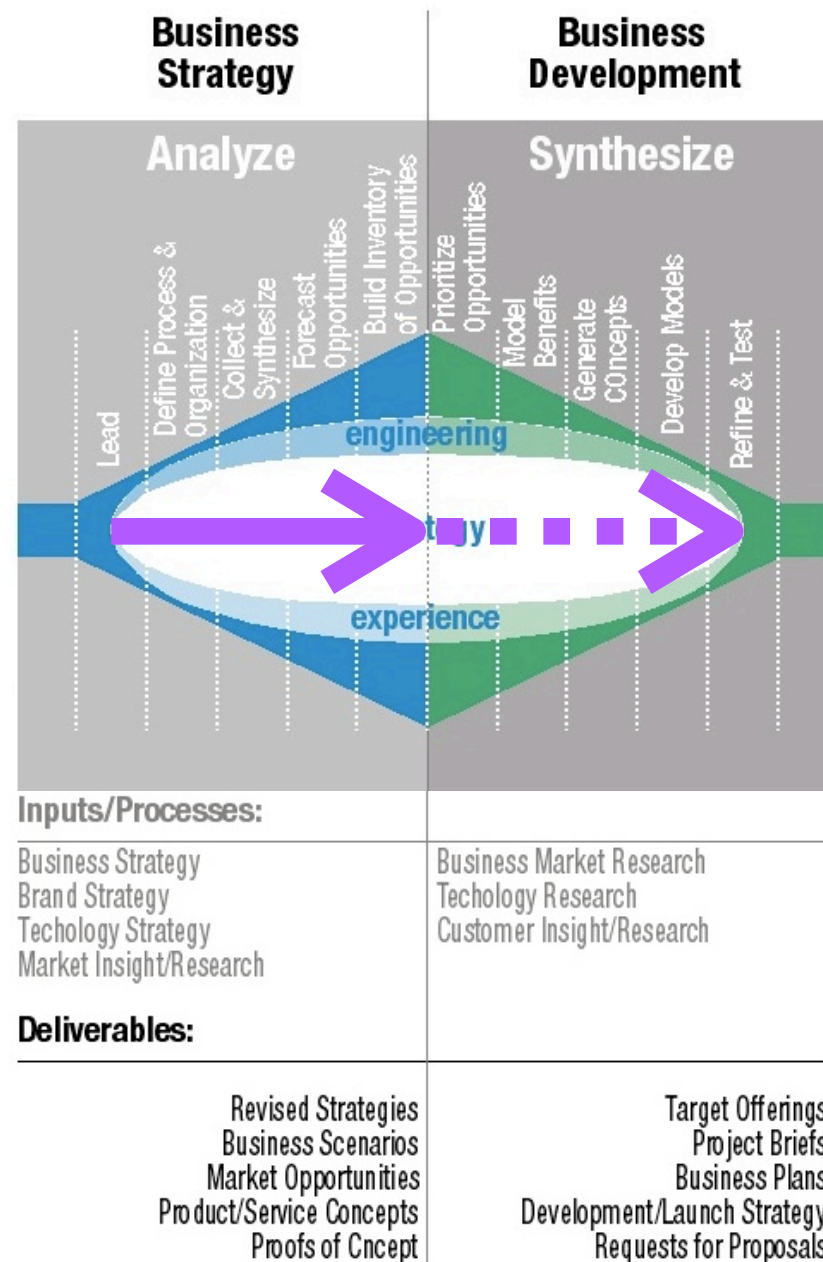 Business
Strategy
Business
Development
Analyze
Synthesize
Lead
Define Process &
Organization
Collect &
Synthesize
Forecast
Opportunities
Build Inventory
of Opportunities
Prioritize
Opportunities
Model
Benefits
Generate
C0ncepts
Develop Models
Refine & Test
engineering
tegy
experience
Inputs/Processes:
Business Strategy
Brand Strategy
Techology Strategy
Market Insight/Research
Business Market Research
Techology Research
Customer Insight/Research
Deliverables:
Revised Strategies
Business Scenarios
Market Opportunities
Product/Service Concepts
Proofs of Cncept
Target Offerings
Project Briefs
Business Plans
Development/Launch Strategy
Requests for Proposals